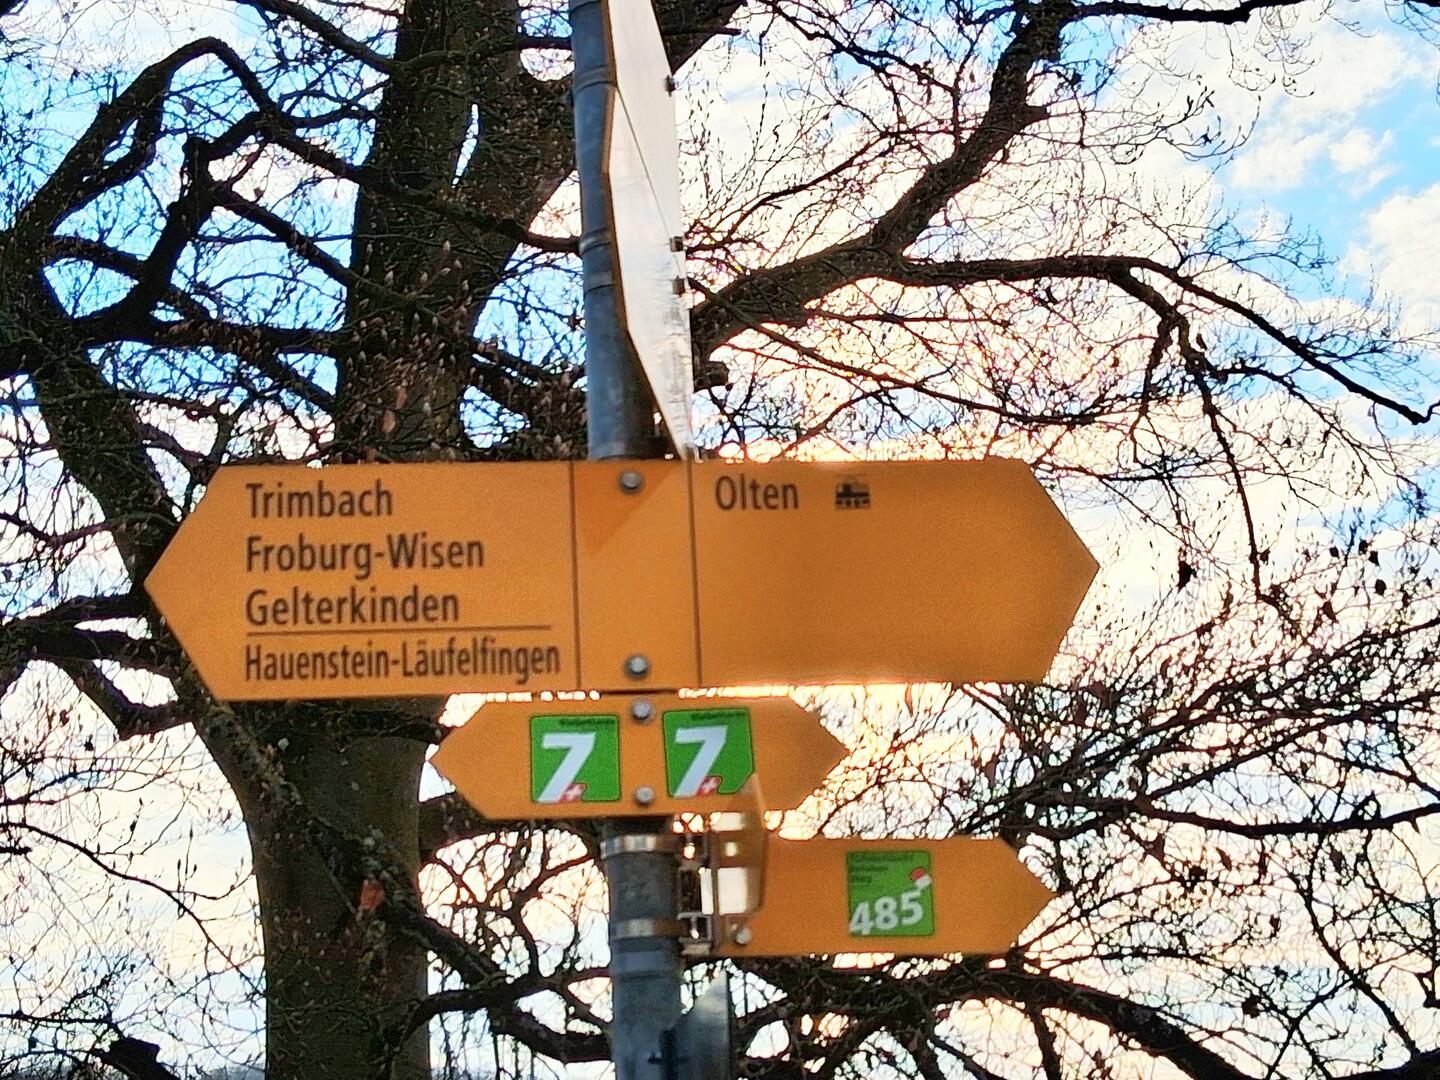 Trimbach
Froburg-Wisen
Gelterkinden
Hauenstein-Läufelfingen
Olten
7
7
485